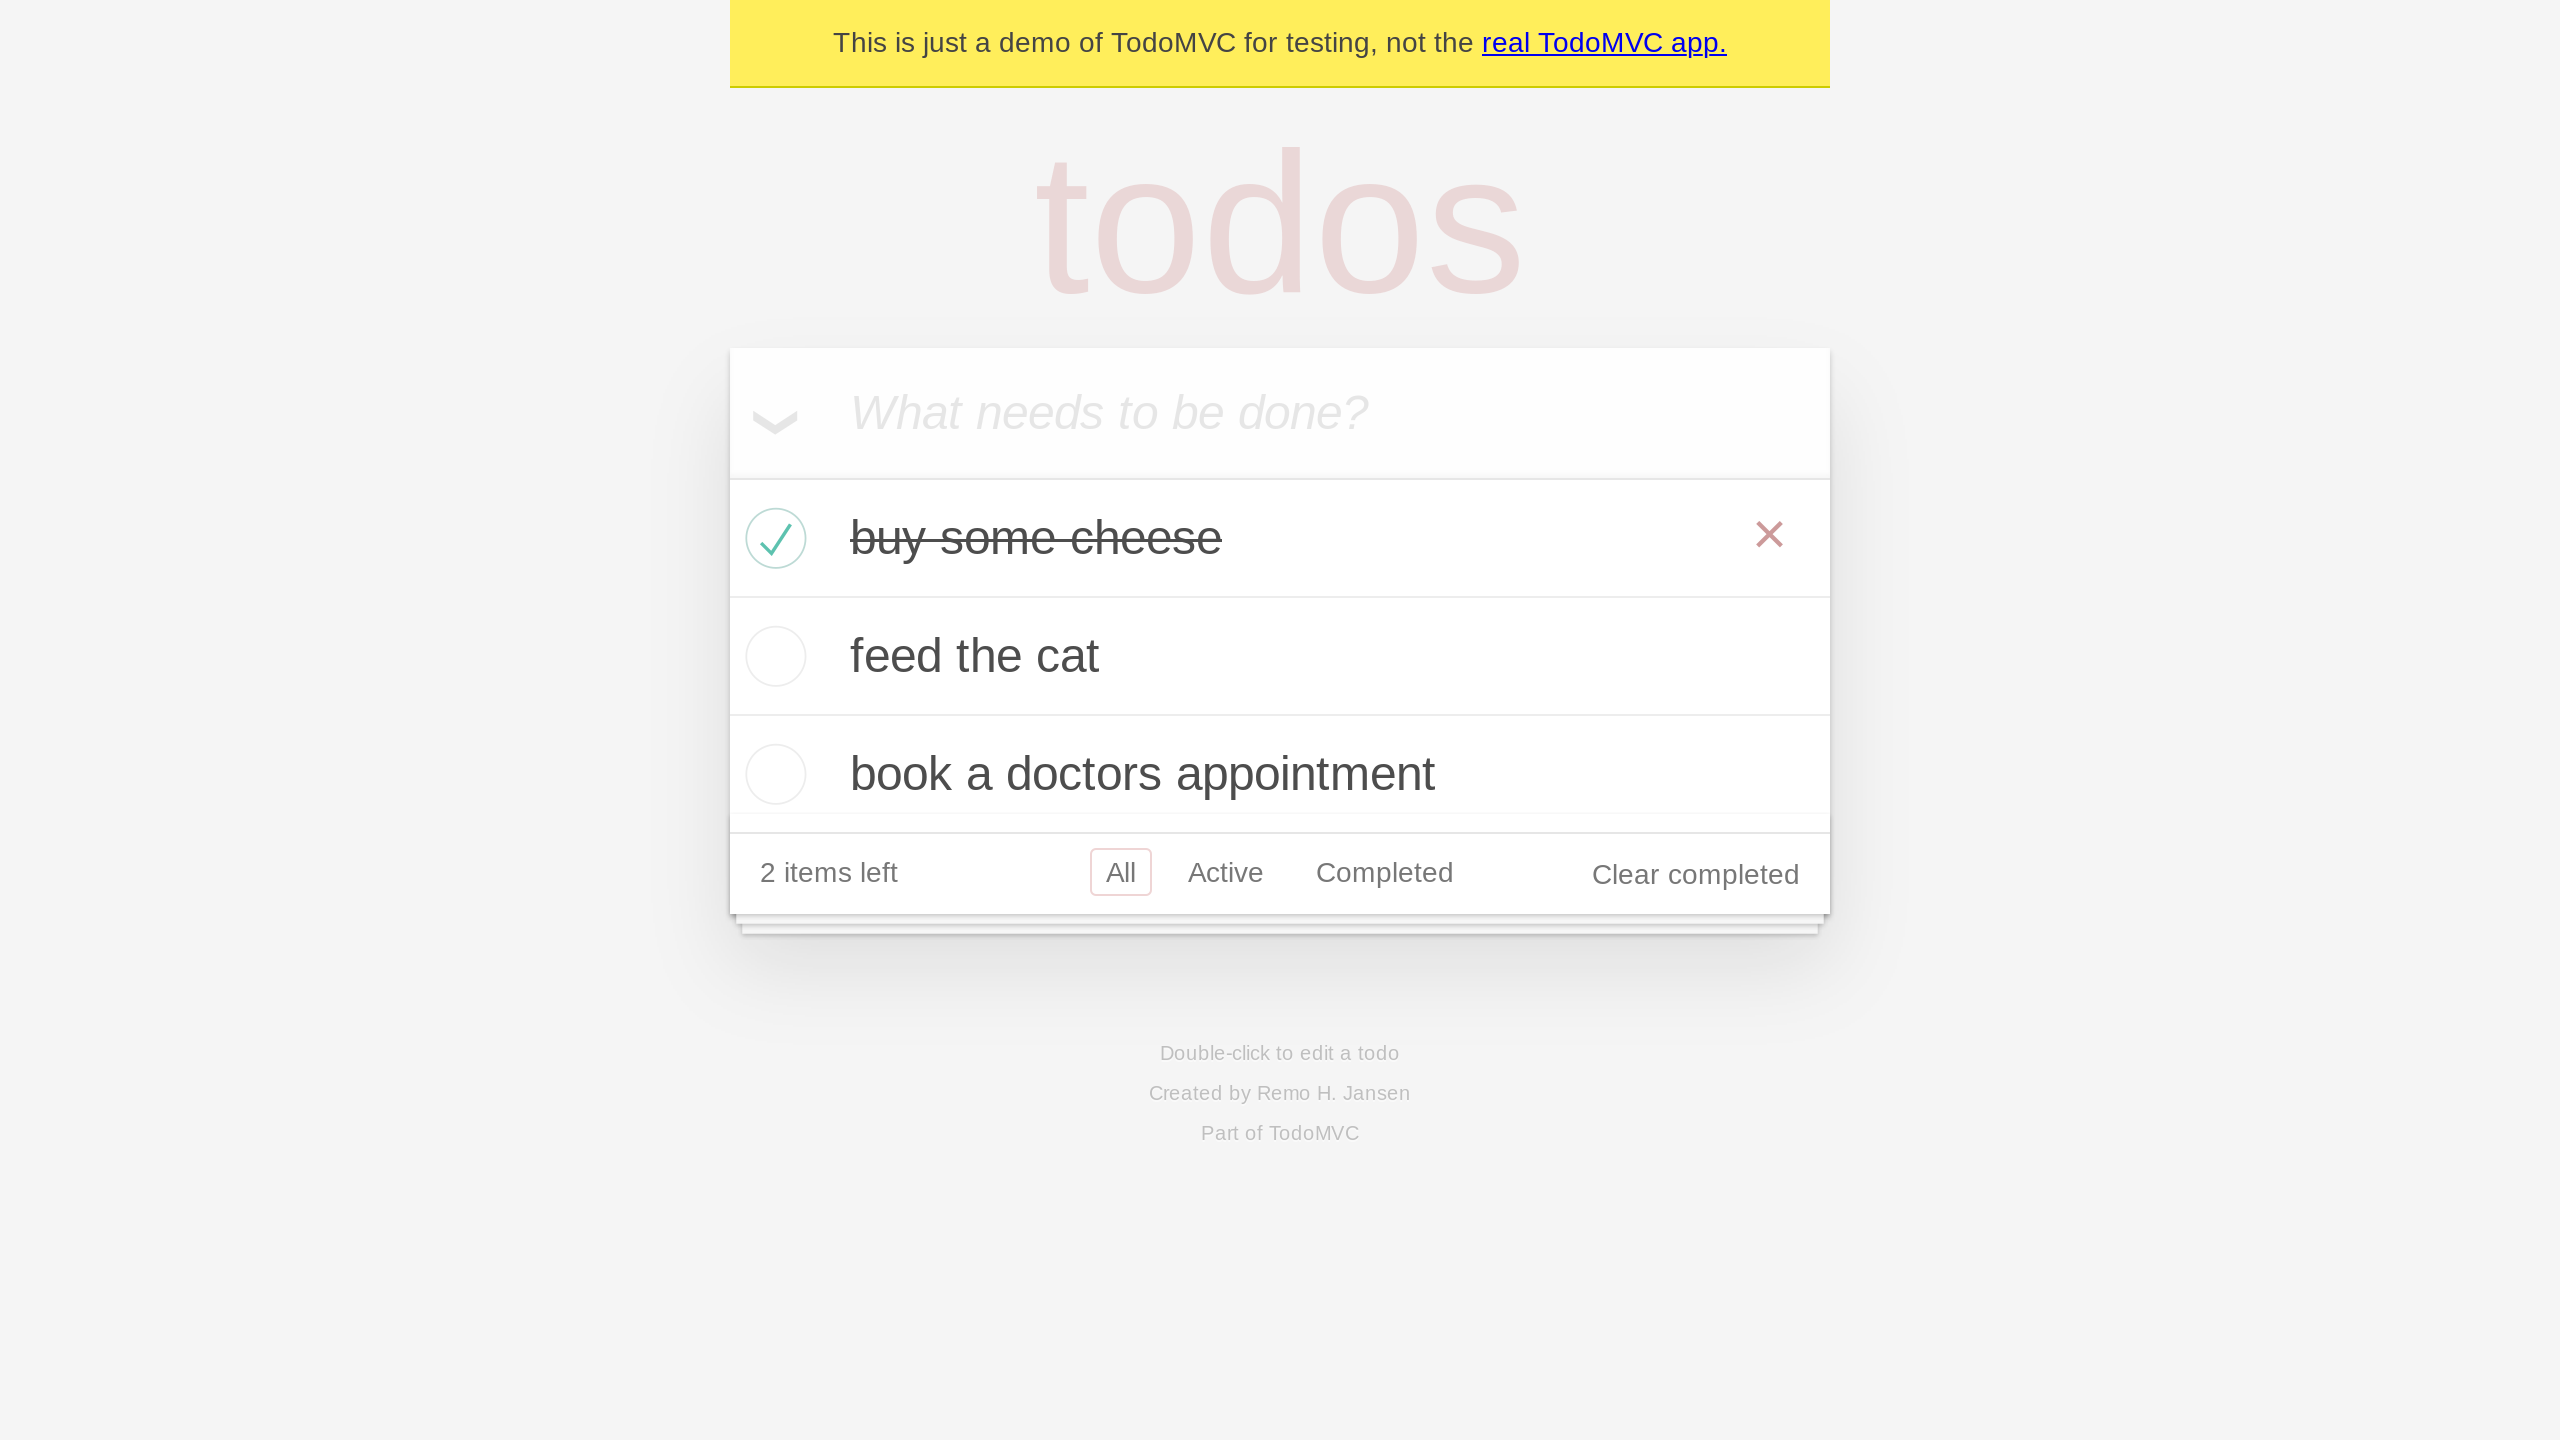 This is just a demo of TodoMVC for testing, not the real TodoMVC app.
todos
What needs to be done?
buy some cheese
feed the cat
book a doctors appointment
2 items left All Active Completed Clear completed
Double-click to edit a todo
Created by Remo H. Jansen
Part of TodoMVC